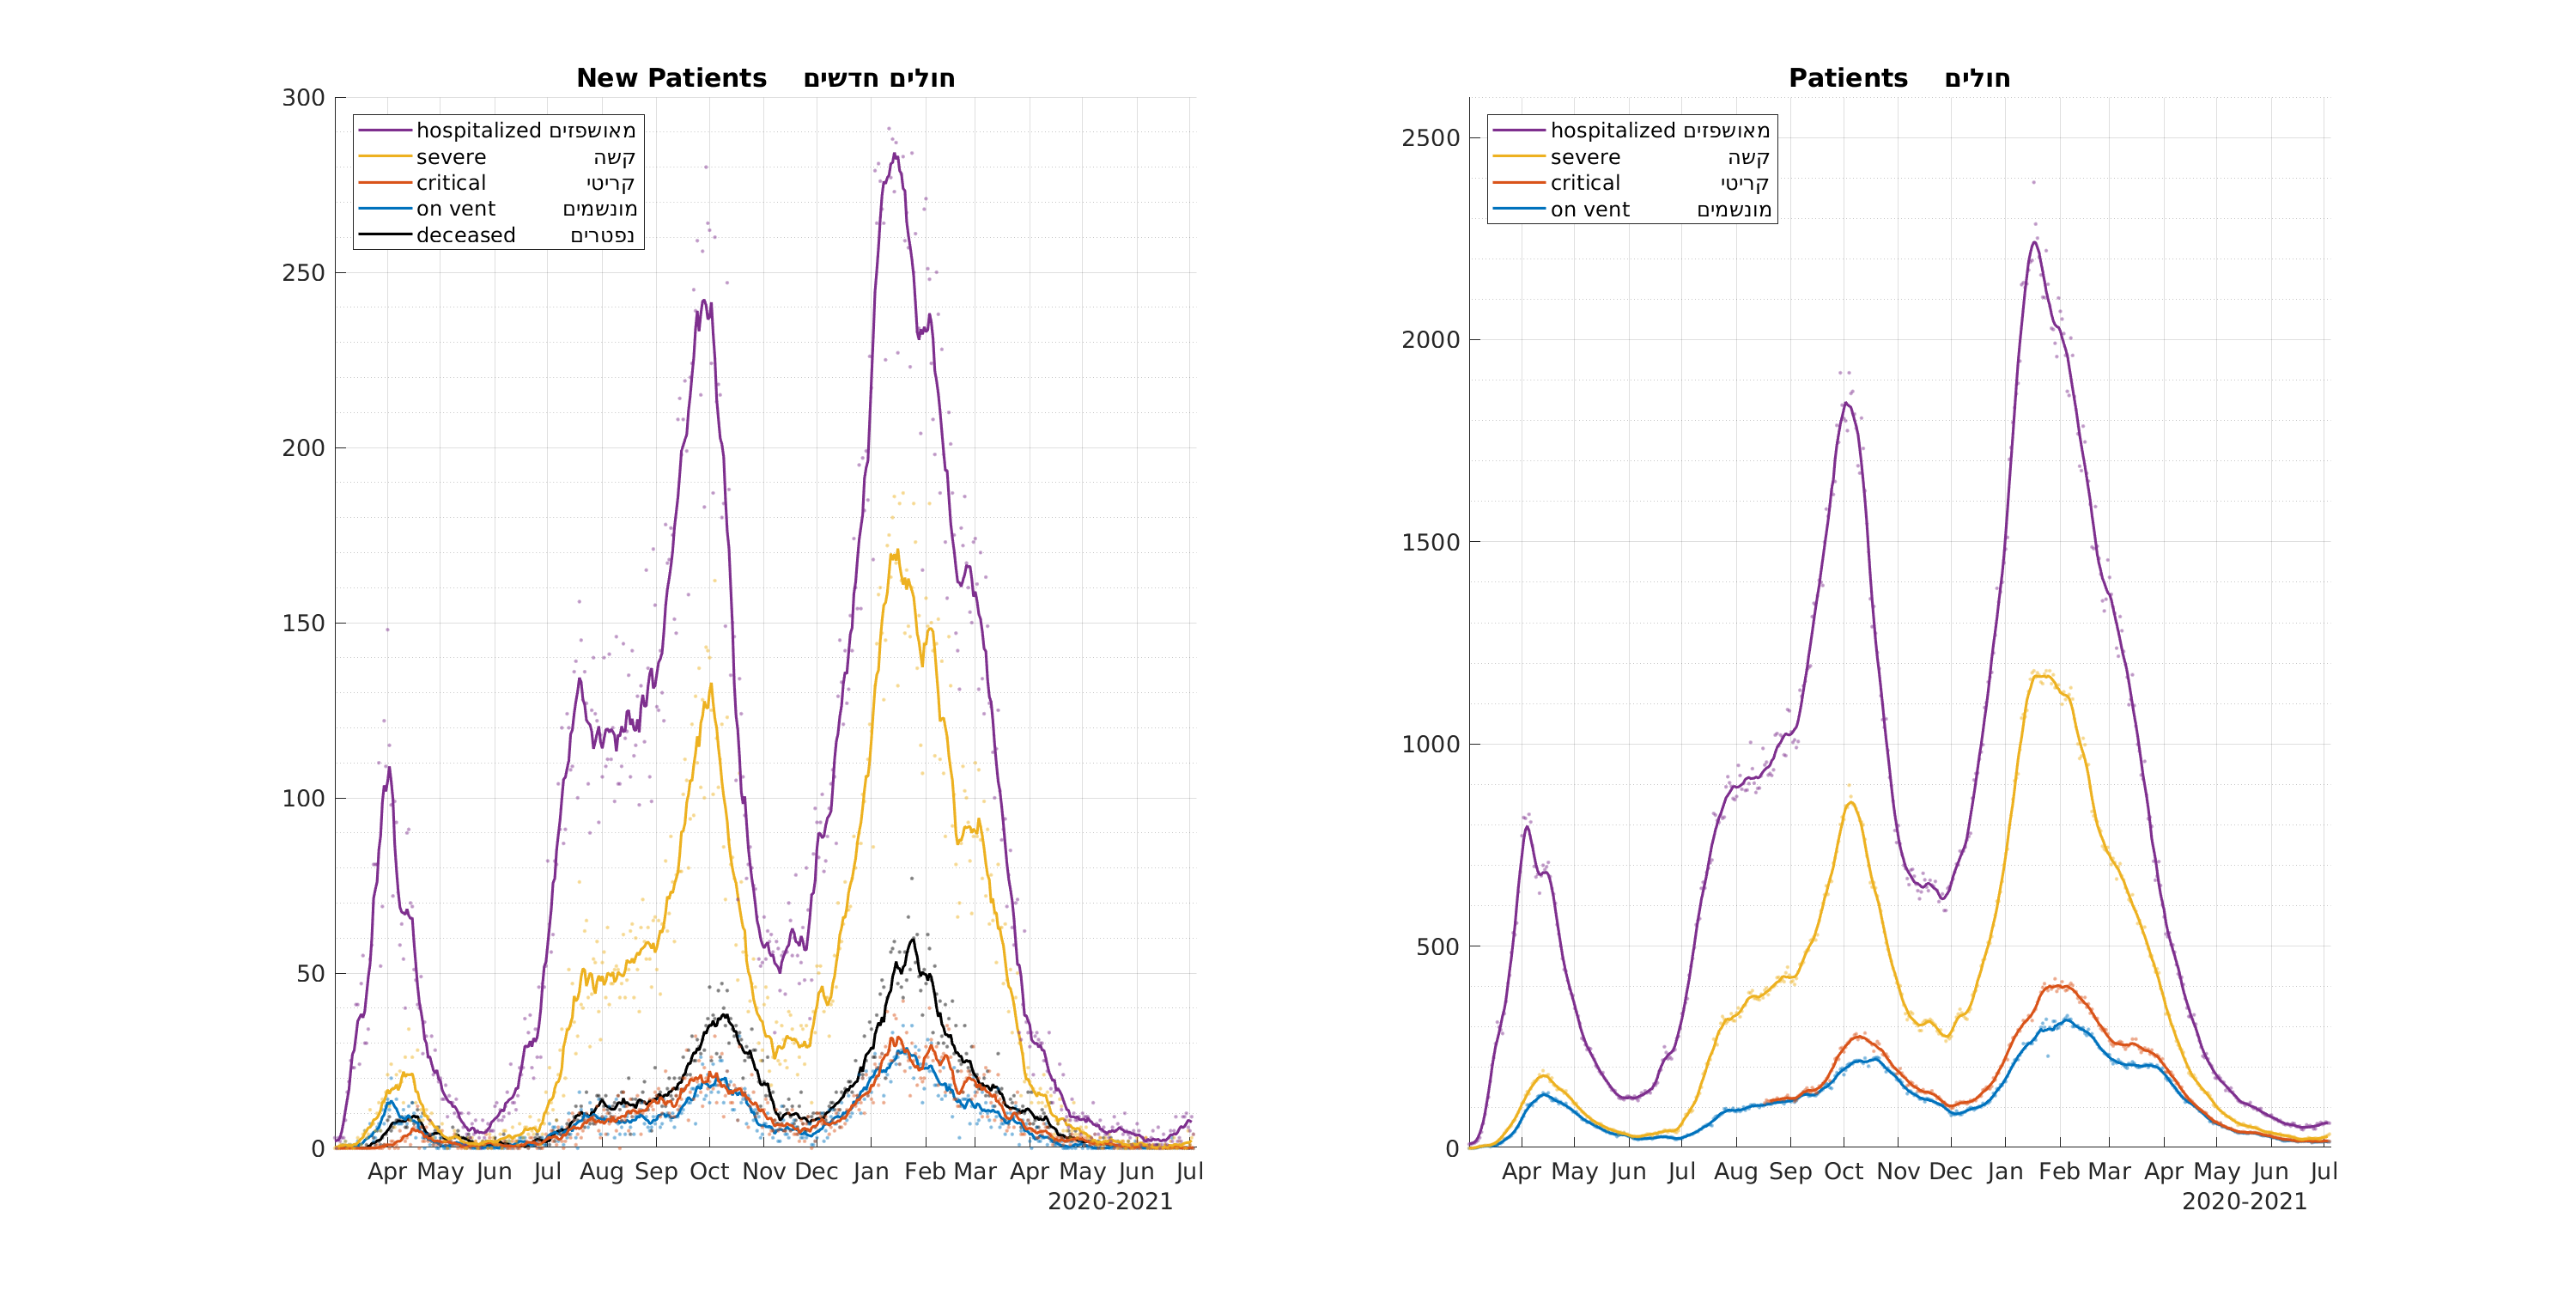 New Patients חולים חדשים
300
250
200
150
100
50
0
hospitalized מאושפזים
severe קשה
critical קריטי
on vent מונשמים
deceased נפטרים
Apr May Jun Jul Aug Sep Oct Nov Dec Jan Feb Mar Apr May Jun Jul
2020-2021
Patients חולים
2500
2000
1500
1000
500
0
hospitalized מאושפזים
severe קשה
critical קריטי
on vent מונשמים
Apr May Jun Jul Aug Sep Oct Nov Dec Jan Feb Mar Apr May Jun Jul
2020-2021